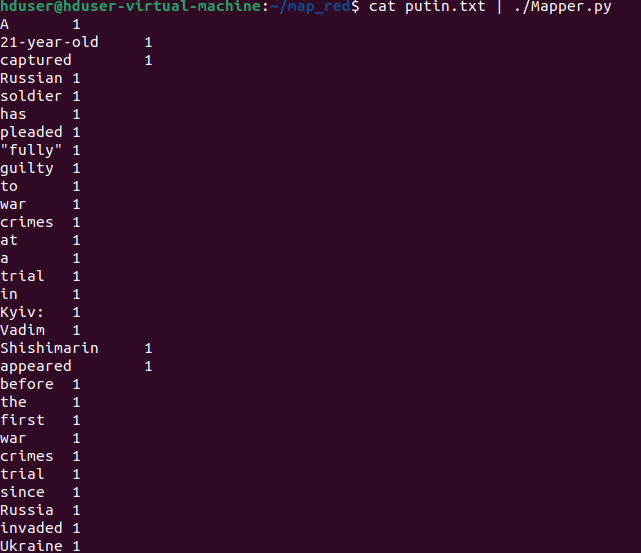 hduser@hduser-virtual-machine:~/map_red$ cat putin.txt | ./Mapper.py
A 1
21-year-old 1
captured 1
Russian 1
soldier 1
has 1
pleaded 1
"fully" 1
guilty 1
to 1
war 1
crimes 1
at 1
a 1
trial 1
in 1
Kyiv: 1
Vadim 1
Shishimarin 1
appeared 1
before 1
the 1
first 1
war 1
crimes 1
trial 1
since 1
Russia 1
invaded 1
Ukraine 1